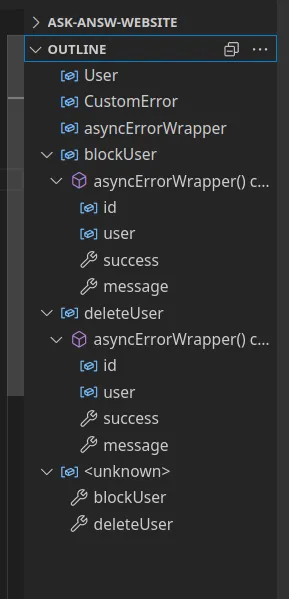 ASK-ANSW-WEBSITE
OUTLINE
User
CustomError
asyncErrorWrapper
blockUser
asyncErrorWrapper() c...
id
user
success
message
deleteUser
asyncErrorWrapper() c...
id
user
success
message
<unknown>
blockUser
deleteUser